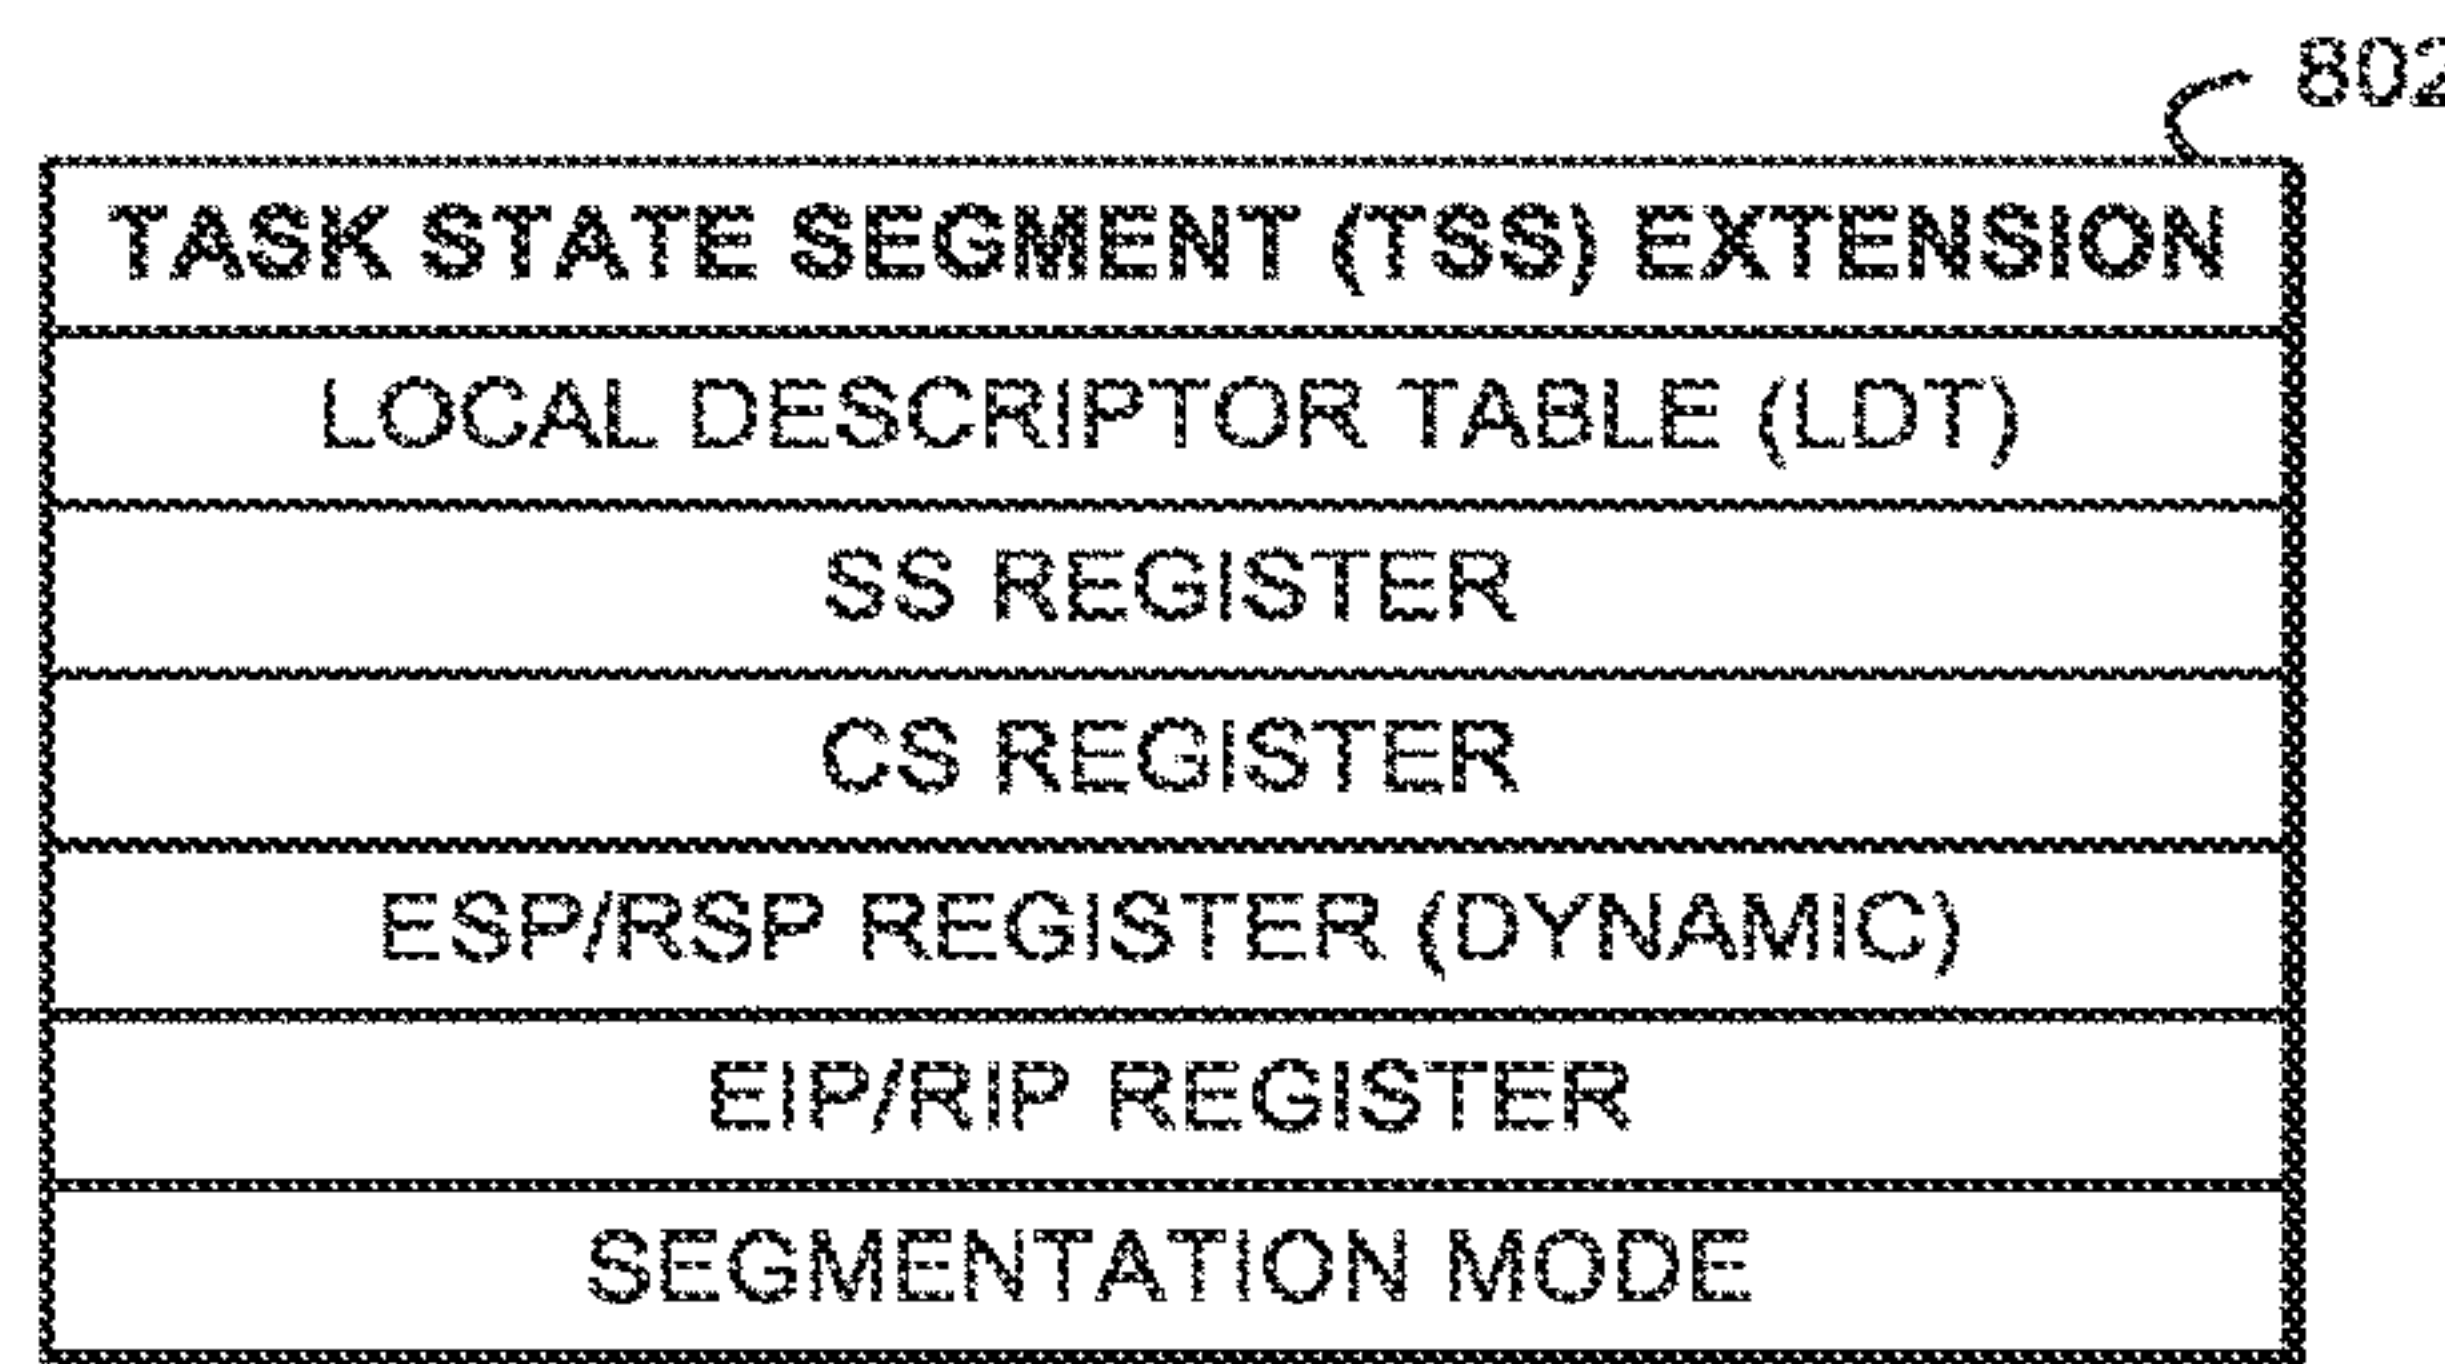 802
TASK STATE SEGMENT (TSS) EXTENSION
LOCAL DESCRIPTOR TABLE (LDT)
SS REGISTER
CS REGISTER
ESP/RSP REGISTER (DYNAMIC)
EIP/RIP REGISTER
SEGMENTATION MODE